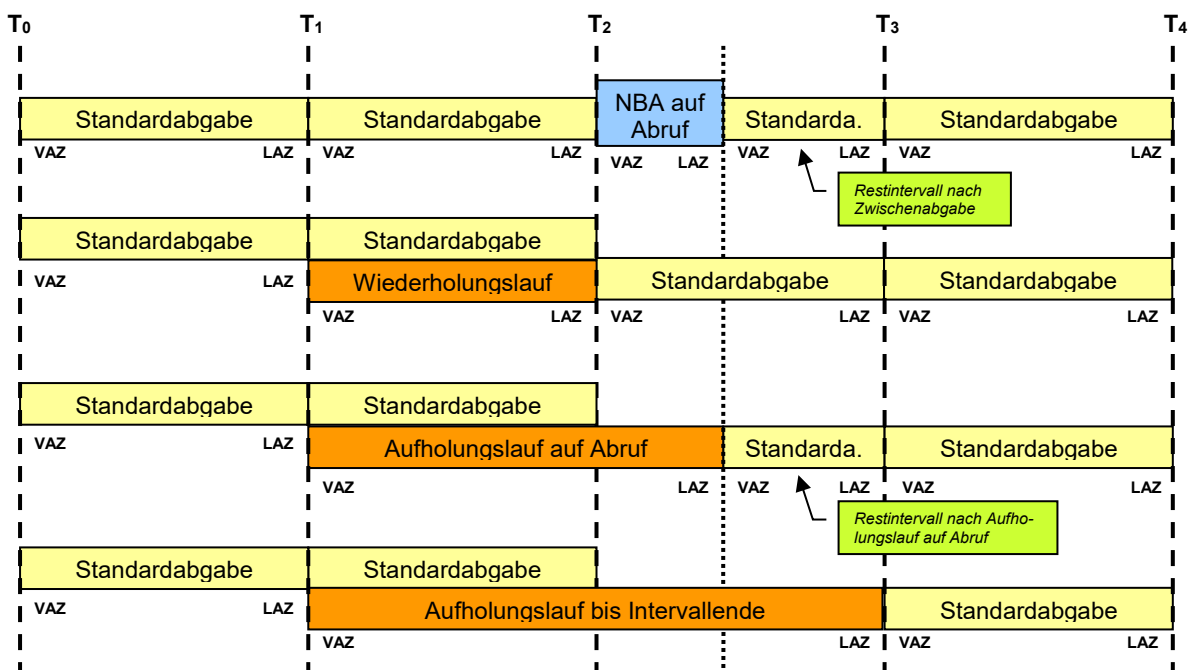 T0 T1 T2 T3 T4
Standardabgabe Standardabgabe NBA auf
Abruf Standarda. Standardabgabe
VAZ LAZ VAZ LAZ VAZ LAZ VAZ LAZ VAZ LAZ
Restintervall nach
Zwischenabgabe
Standardabgabe Standardabgabe
VAZ LAZ Wiederholungslauf Standardabgabe Standardabgabe
VAZ LAZ VAZ LAZ VAZ LAZ
Standardabgabe Standardabgabe
VAZ LAZ Aufholungslauf auf Abruf Standarda. Standardabgabe
VAZ LAZ VAZ LAZ VAZ LAZ
Restintervall nach Aufho-
lungslauf auf Abruf
Standardabgabe Standardabgabe
VAZ LAZ Aufholungslauf bis Intervallende Standardabgabe
VAZ LAZ VAZ LAZ